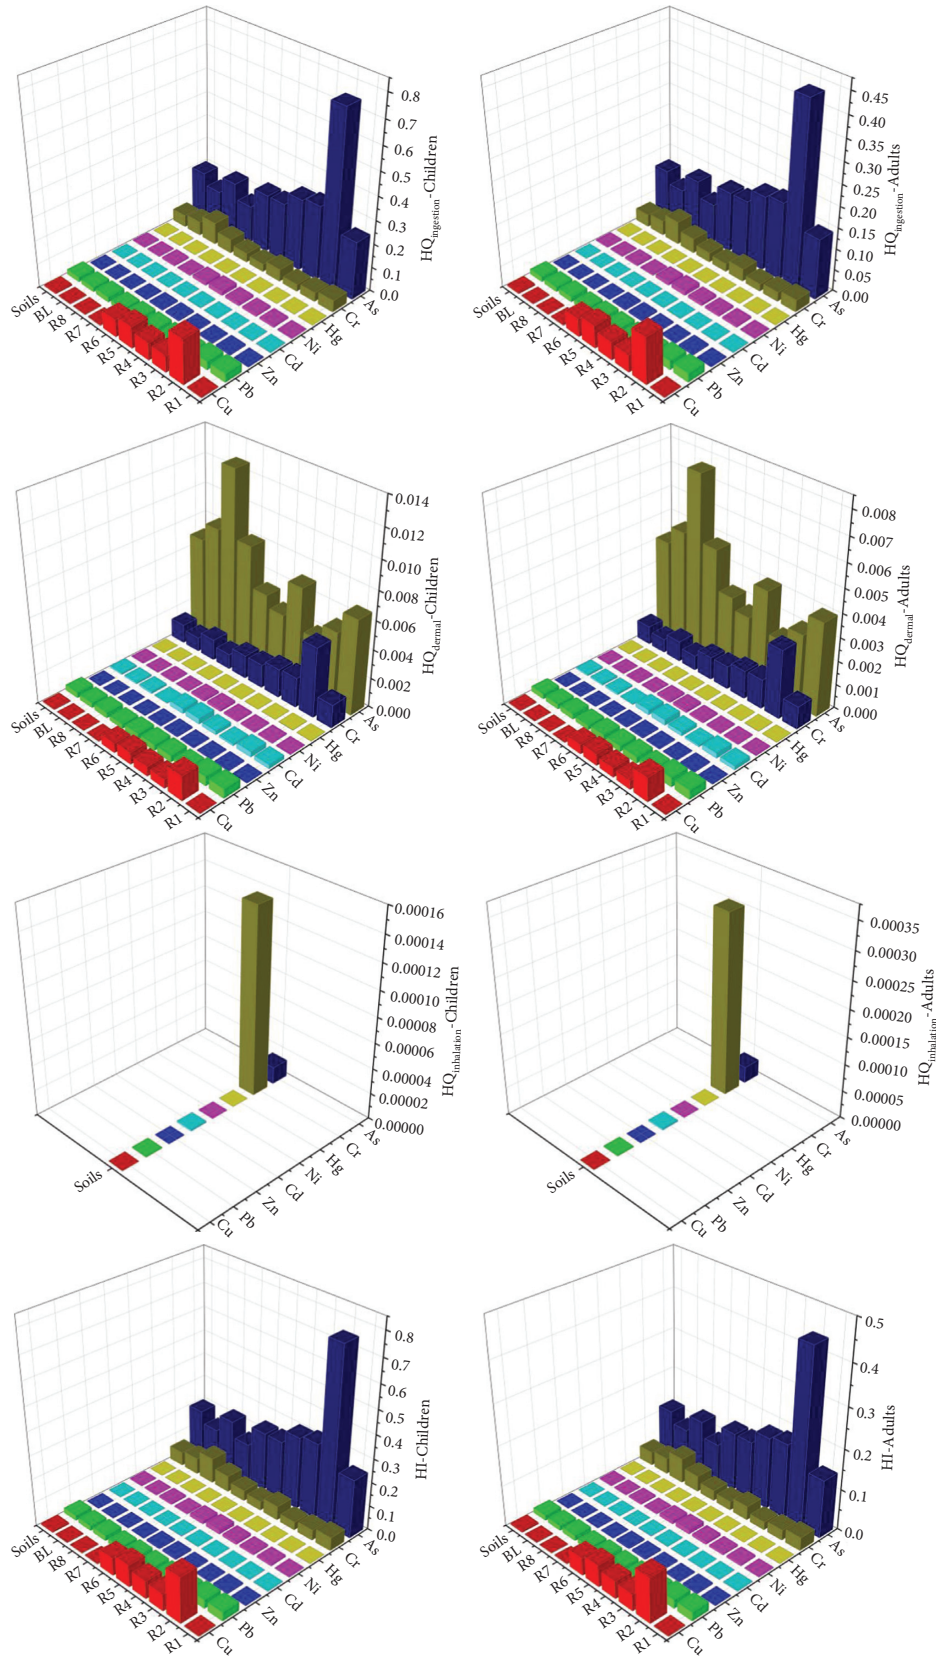 0.8
0.7
0.6
0.5
0.4
0.3
0.2
0.1
0.0
HQingestion-Children
Soils
BL
R8
R7
R6
R5
R4
R3
R2
R1
Cu
Pb
Zn
Cd
Ni
Hg
Cr
As
0.45
0.40
0.35
0.30
0.25
0.20
0.15
0.10
0.05
0.00
HQingestion-Adults
Soils
BL
R8
R7
R6
R5
R4
R3
R2
R1
Cu
Pb
Zn
Cd
Ni
Hg
Cr
As
0.014
0.012
0.010
0.008
0.006
0.004
0.002
0.000
HQdermal-Children
Soils
BL
R8
R7
R6
R5
R4
R3
R2
R1
Cu
Pb
Zn
Cd
Ni
Hg
Cr
As
0.008
0.007
0.006
0.005
0.004
0.003
0.002
0.001
0.000
HQdermal-Adults
Soils
BL
R8
R7
R6
R5
R4
R3
R2
R1
Cu
Pb
Zn
Cd
Ni
Hg
Cr
As
0.00016
0.00014
0.00012
0.00010
0.00008
0.00006
0.00004
0.00002
0.00000
HQinhalation-Children
Soils
Cu
Pb
Zn
Cd
Ni
Hg
Cr
As
0.00035
0.00030
0.00025
0.00020
0.00015
0.00010
0.00005
0.00000
HQinhalation-Adults
Soils
Cu
Pb
Zn
Cd
Ni
Hg
Cr
As
0.8
0.7
0.6
0.5
0.4
0.3
0.2
0.1
0.0
HI-Children
Soils
BL
R8
R7
R6
R5
R4
R3
R2
R1
Cu
Pb
Zn
Cd
Ni
Hg
Cr
As
0.5
0.4
0.3
0.2
0.1
0.0
HI-Adults
Soils
BL
R8
R7
R6
R5
R4
R3
R2
R1
Cu
Pb
Zn
Cd
Ni
Hg
Cr
As